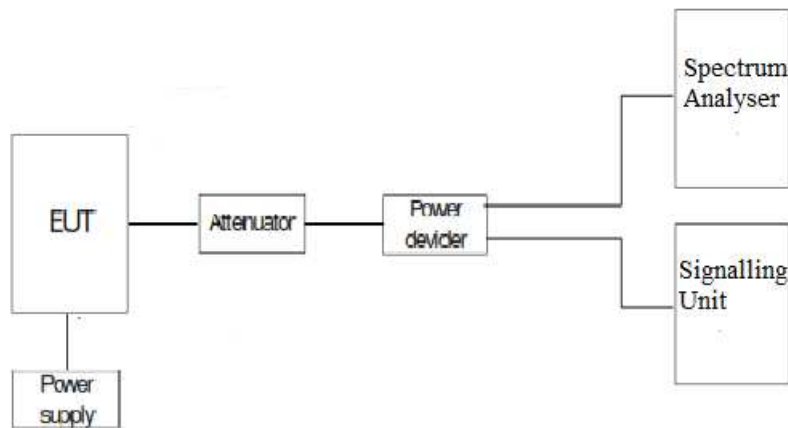 Spectrum
Analyser
EUT
Attenuator
Power
devider
Signalling
Unit
Power
supply